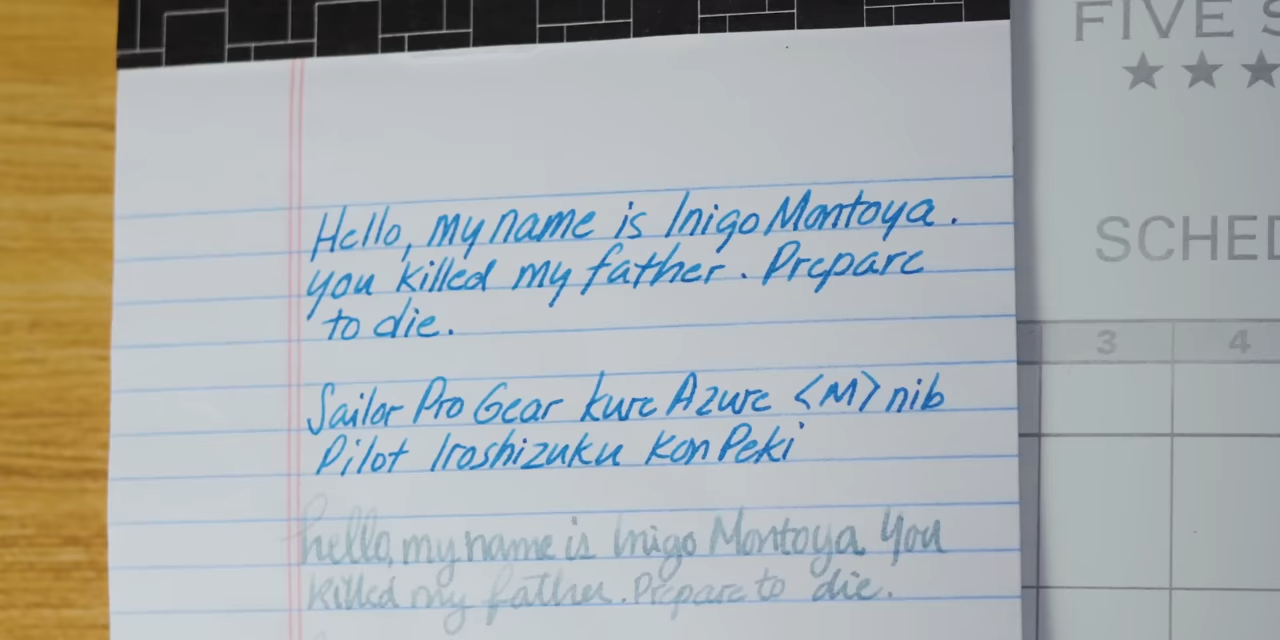 Hello, my name is Inigo Montoya.
you killed my father. Prepare
to die.
Sailor Pro Gear kure Azure <M> nib
Pilot Iroshizuku Kon Peki
hello, my name is Inigo Montoya. You
killed my father. Prepare to die.
FIVE S
★ ★ ★
SCHED
3 4